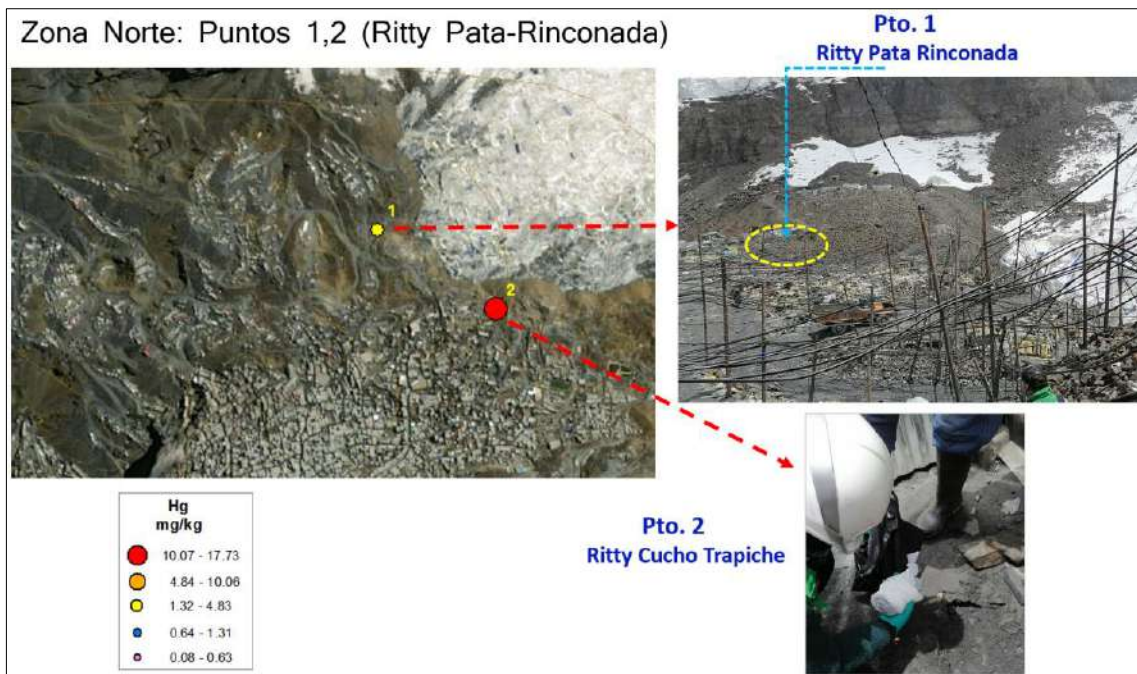 Zona Norte: Puntos 1,2 (Ritty Pata-Rinconada)
Pto. 1
Ritty Pata Rinconada
1
2
Pto. 2
Ritty Cucho Trapiche
Hg
mg/kg
10.07 - 17.73
4.84 - 10.06
1.32 - 4.83
0.64 - 1.31
0.08 - 0.63